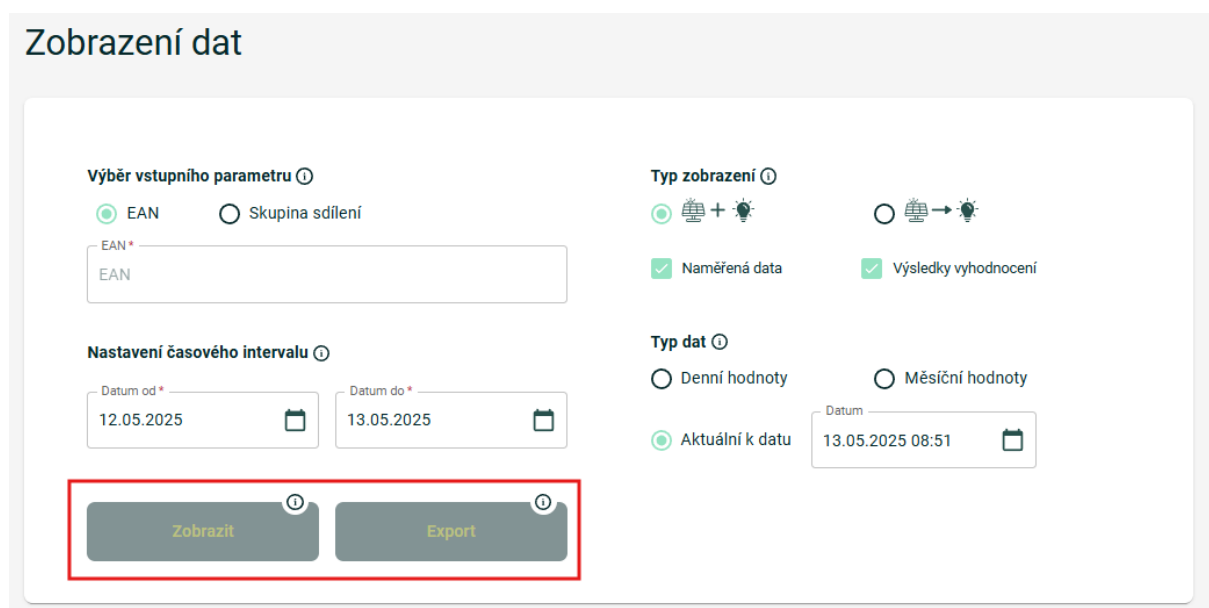 Zobrazení dat
Výběr vstupního parametru
EAN
Skupina sdílení
EAN *
EAN
Nastavení časového intervalu
Datum od *
12.05.2025
Datum do *
13.05.2025
Zobrazit
Export
Typ zobrazení
Naměřená data
Výsledky vyhodnocení
Typ dat
Denní hodnoty
Měsíční hodnoty
Aktuální k datu
Datum
13.05.2025 08:51